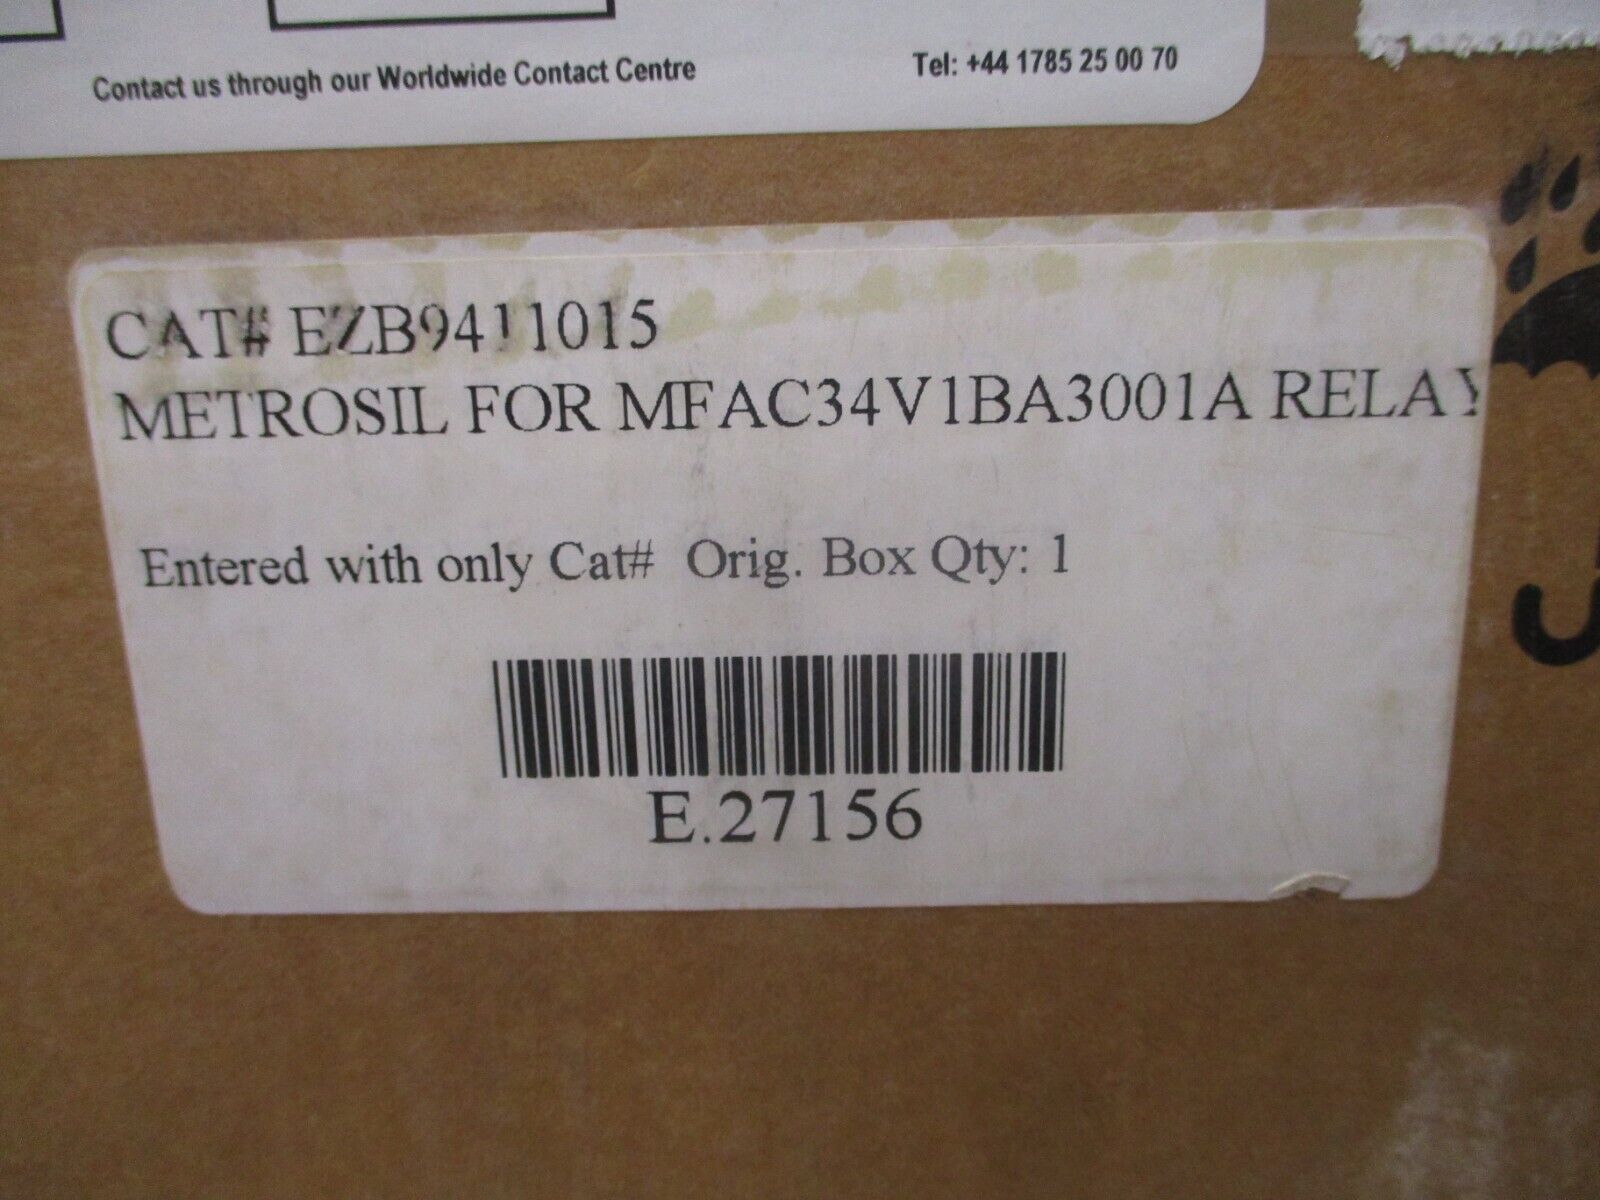 Contact us through our Worldwide Contact Centre
Tel: +44 1785 25 00 70
CAT# EZB9411015
METROSIL FOR MFAC34V1BA3001A RELAY
Entered with only Cat#  Orig. Box Qty: 1
E.27156